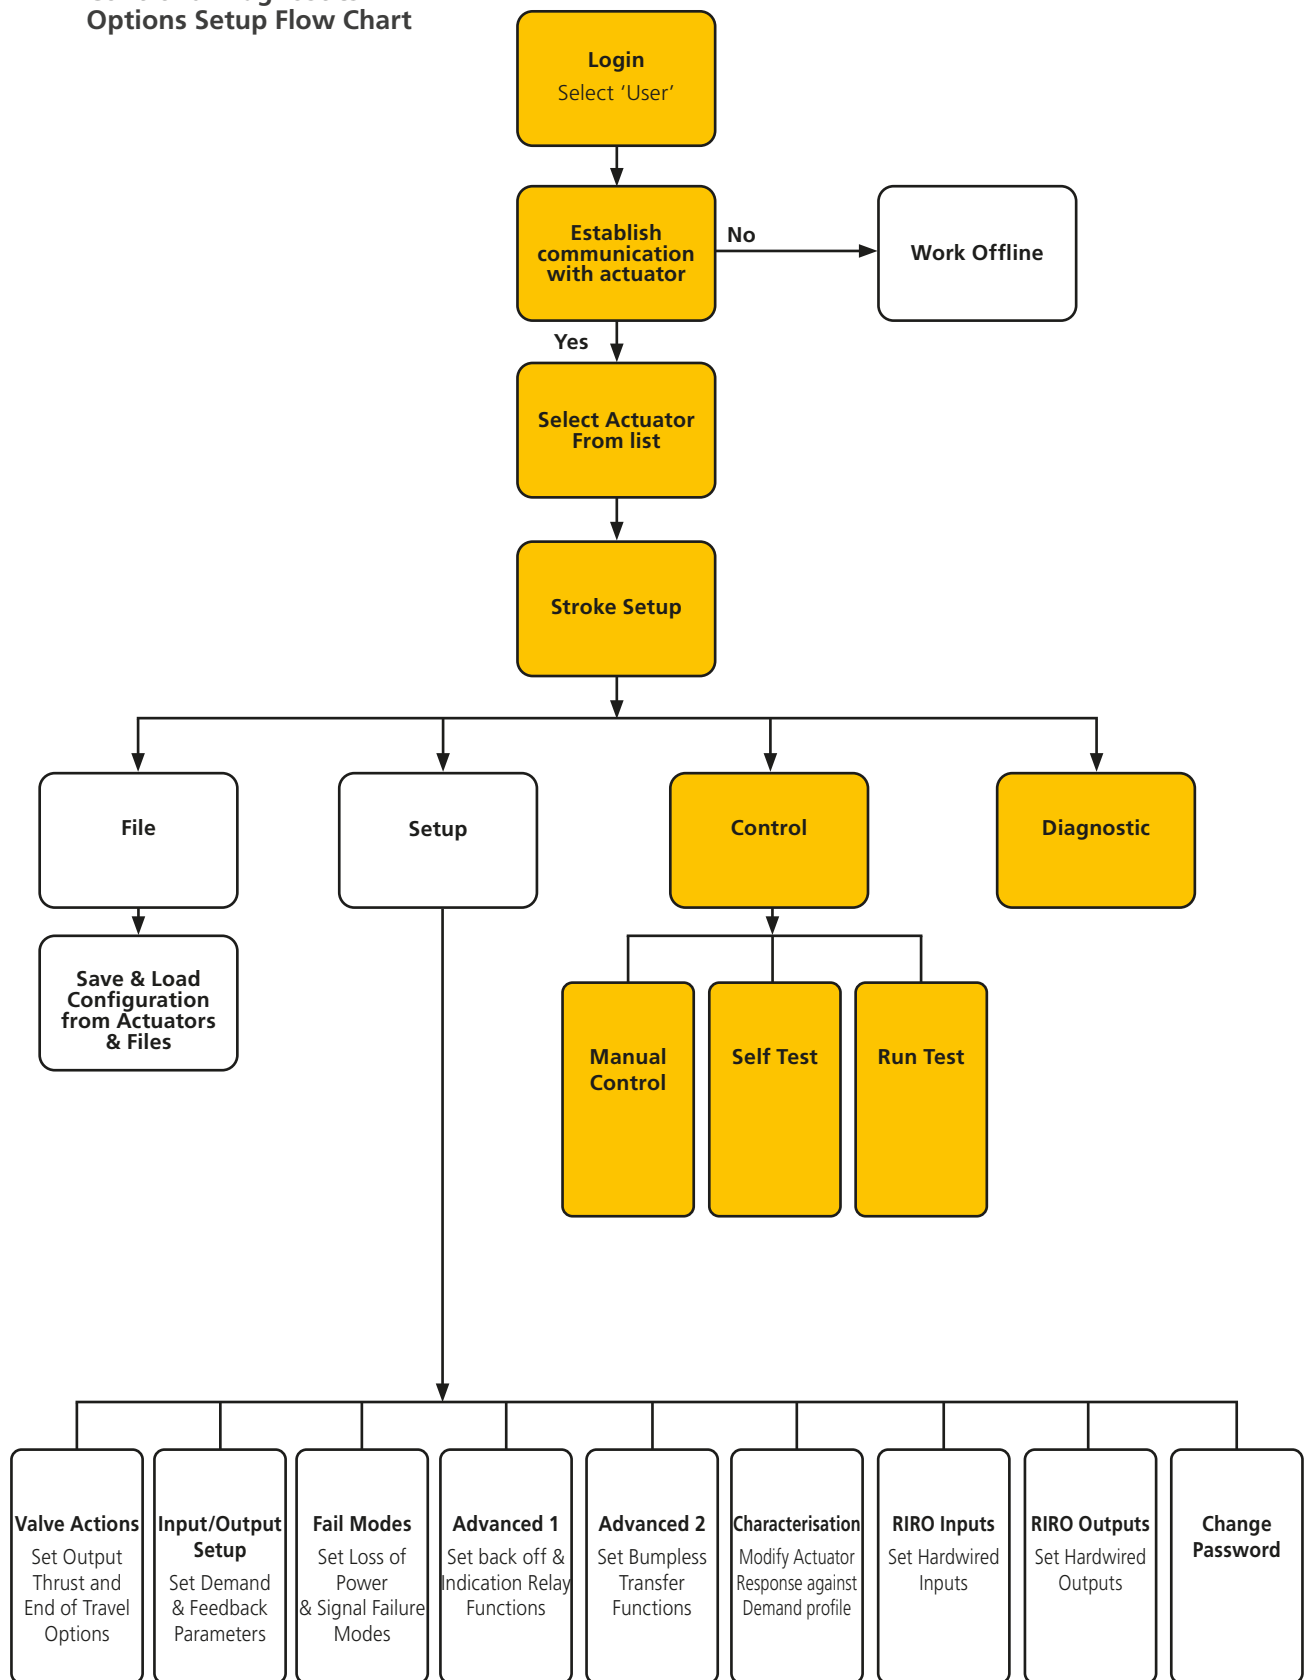 Options Setup Flow Chart
Login
Select ‘User’
Establish
communication
with actuator
No
Work Offline
Yes
Select Actuator
From list
Stroke Setup
File
Setup
Control
Diagnostic
Save & Load
Configuration
from Actuators
& Files
Manual
Control
Self Test
Run Test
Valve Actions
Set Output
Thrust and
End of Travel
Options
Input/Output
Setup
Set Demand
& Feedback
Parameters
Fail Modes
Set Loss of
Power
& Signal Failure
Modes
Advanced 1
Set back off &
Indication Relay
Functions
Advanced 2
Set Bumpless
Transfer
Functions
Characterisation
Modify Actuator
Response against
Demand profile
RIRO Inputs
Set Hardwired
Inputs
RIRO Outputs
Set Hardwired
Outputs
Change
Password